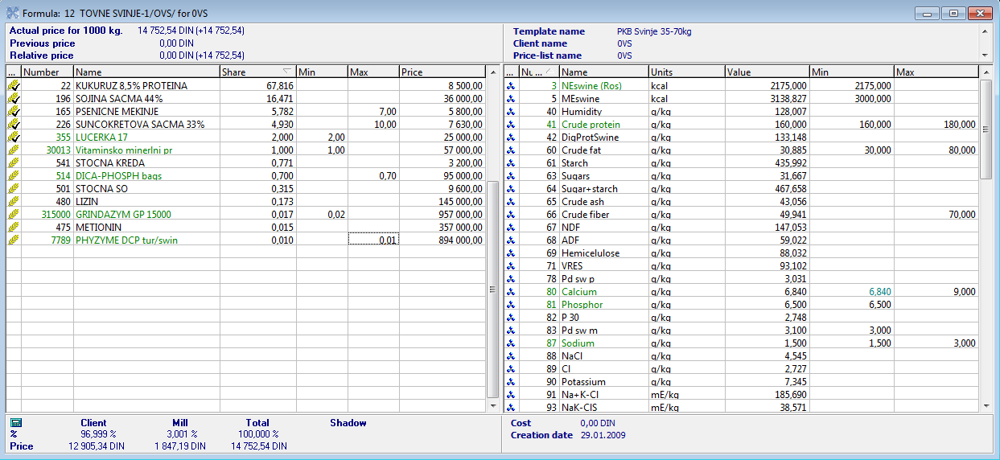 Formula: 12 TOVNE SVINJE-1/OVS/ for 0VS
Actual price for 1000 kg. 14 752,54 DIN (+14 752,54)
Previous price 0,00 DIN
Relative price 0,00 DIN (+14 752,54)
Template name PKB Svinje 35-70kg
Client name 0VS
Price-list name 0VS
... Number Name Share Min Max Price
22 KUKURUZ 8,5% PROTEINA 67,816 8 500,00
196 SOJINA SACMA 44% 16,471 36 000,00
165 PSENICNE MEKINJE 5,782 7,00 5 800,00
226 SUNCOKRETOVA SACMA 33% 4,930 10,00 7 630,00
355 LUCERKA 17 2,000 2,00 25 000,00
30013 Vitaminsko minerlni pr 1,000 1,00 57 000,00
541 STOCNA KREDA 0,771 3 200,00
514 DICA-PHOSPH bags 0,700 0,70 95 000,00
501 STOCNA SO 0,315 9 600,00
480 LIZIN 0,173 145 000,00
315000 GRINDAZYM GP 15000 0,017 0,02 957 000,00
475 METIONIN 0,015 357 000,00
7789 PHYZYME DCP tur/swin 0,010 0,01 894 000,00
... Nu... Name Units Value Min Max
3 NEswine (Ros) kcal 2175,000 2175,000
5 MEswine kcal 3138,827 3000,000
40 Humidity g/kg 128,007
41 Crude protein g/kg 160,000 160,000 180,000
42 DigProtSwine g/kg 133,148
60 Crude fat g/kg 30,885 30,000 80,000
61 Starch g/kg 435,992
63 Sugars g/kg 31,667
64 Sugar+starch g/kg 467,658
65 Crude ash g/kg 43,056
66 Crude fiber g/kg 49,941 70,000
67 NDF g/kg 147,053
68 ADF g/kg 59,022
69 Hemicelulose g/kg 88,032
71 VRES g/kg 93,102
78 Pd sw p g/kg 3,031
80 Calcium g/kg 6,840 6,840 9,000
81 Phosphor g/kg 6,500 6,500
82 P 30 g/kg 2,748
83 Pd sw m g/kg 3,100 3,000
87 Sodium g/kg 1,500 1,500 3,000
88 NaCl g/kg 4,545
89 Cl g/kg 2,727
90 Potassium g/kg 7,345
91 Na+K-Cl mE/kg 185,690
93 NaK-ClS mE/kg 38,571
Client Mill Total Shadow
% 96,999 % 3,001 % 100,000 %
Price 12 905,34 DIN 1 847,19 DIN 14 752,54 DIN
Cost 0,00 DIN
Creation date 29.01.2009